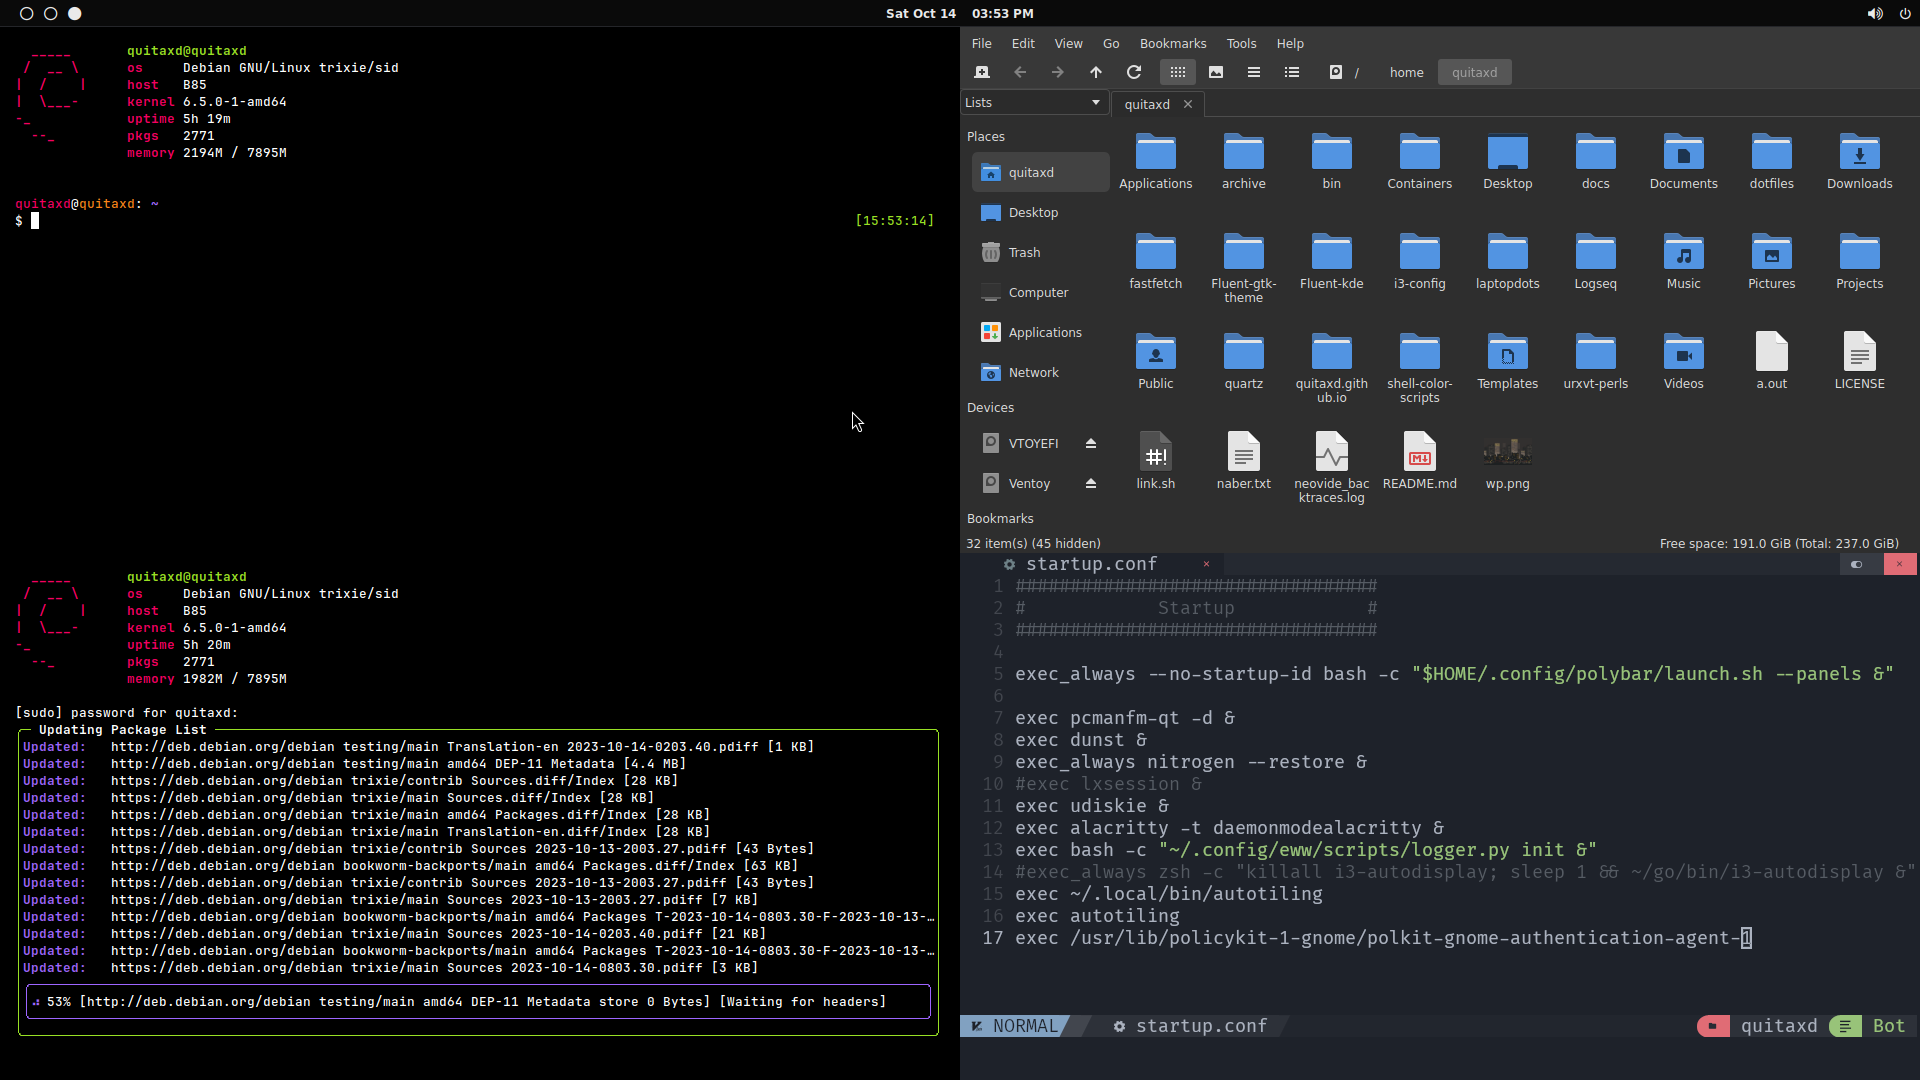 Sat Oct 14 03:53 PM
quitaxd@quitaxd
os Debian GNU/Linux trixie/sid
host B85
kernel 6.5.0-1-amd64
uptime 5h 19m
pkgs 2771
memory 2194M / 7895M
quitaxd@quitaxd: ~
$ [15:53:14]
quitaxd@quitaxd
os Debian GNU/Linux trixie/sid
host B85
kernel 6.5.0-1-amd64
uptime 5h 20m
pkgs 2771
memory 1982M / 7895M
[sudo] password for quitaxd:
Updating Package List
Updated: http://deb.debian.org/debian testing/main Translation-en 2023-10-14-0203.40.pdiff [1 KB]
Updated: http://deb.debian.org/debian testing/main amd64 DEP-11 Metadata [4.4 MB]
Updated: https://deb.debian.org/debian trixie/contrib Sources.diff/Index [28 KB]
Updated: https://deb.debian.org/debian trixie/main Sources.diff/Index [28 KB]
Updated: https://deb.debian.org/debian trixie/main amd64 Packages.diff/Index [28 KB]
Updated: https://deb.debian.org/debian trixie/main Translation-en.diff/Index [28 KB]
Updated: https://deb.debian.org/debian trixie/contrib Sources 2023-10-13-2003.27.pdiff [43 Bytes]
Updated: http://deb.debian.org/debian bookworm-backports/main amd64 Packages.diff/Index [63 KB]
Updated: https://deb.debian.org/debian trixie/contrib Sources 2023-10-13-2003.27.pdiff [43 Bytes]
Updated: https://deb.debian.org/debian trixie/main Sources 2023-10-13-2003.27.pdiff [7 KB]
Updated: http://deb.debian.org/debian bookworm-backports/main amd64 Packages T-2023-10-14-0803.30-F-2023-10-13-…
Updated: https://deb.debian.org/debian trixie/main Sources 2023-10-14-0203.40.pdiff [21 KB]
Updated: http://deb.debian.org/debian bookworm-backports/main amd64 Packages T-2023-10-14-0803.30-F-2023-10-13-…
Updated: https://deb.debian.org/debian trixie/main Sources 2023-10-14-0803.30.pdiff [3 KB]
53% [http://deb.debian.org/debian testing/main amd64 DEP-11 Metadata store 0 Bytes] [Waiting for headers]
File Edit View Go Bookmarks Tools Help
/ home quitaxd
Lists
quitaxd
Places
quitaxd
Desktop
Trash
Computer
Applications
Network
Devices
VTOYEFI
Ventoy
Bookmarks
Applications archive bin Containers Desktop docs Documents dotfiles Downloads
fastfetch Fluent-gtk-theme Fluent-kde i3-config laptopdots Logseq Music Pictures Projects
Public quartz quitaxd.github.io shell-color-scripts Templates urxvt-perls Videos a.out LICENSE
link.sh naber.txt neovide_backtraces.log README.md wp.png
32 item(s) (45 hidden) Free space: 191.0 GiB (Total: 237.0 GiB)
startup.conf
1 #################################
2 # Startup #
3 #################################
4
5 exec_always --no-startup-id bash -c "$HOME/.config/polybar/launch.sh --panels &"
6
7 exec pcmanfm-qt -d &
8 exec dunst &
9 exec_always nitrogen --restore &
10 #exec lxsession &
11 exec udiskie &
12 exec alacritty -t daemonmodealacritty &
13 exec bash -c "~/.config/eww/scripts/logger.py init &"
14 #exec_always zsh -c "killall i3-autodisplay; sleep 1 && ~/go/bin/i3-autodisplay &"
15 exec ~/.local/bin/autotiling
16 exec autotiling
17 exec /usr/lib/policykit-1-gnome/polkit-gnome-authentication-agent-1
NORMAL startup.conf quitaxd Bot